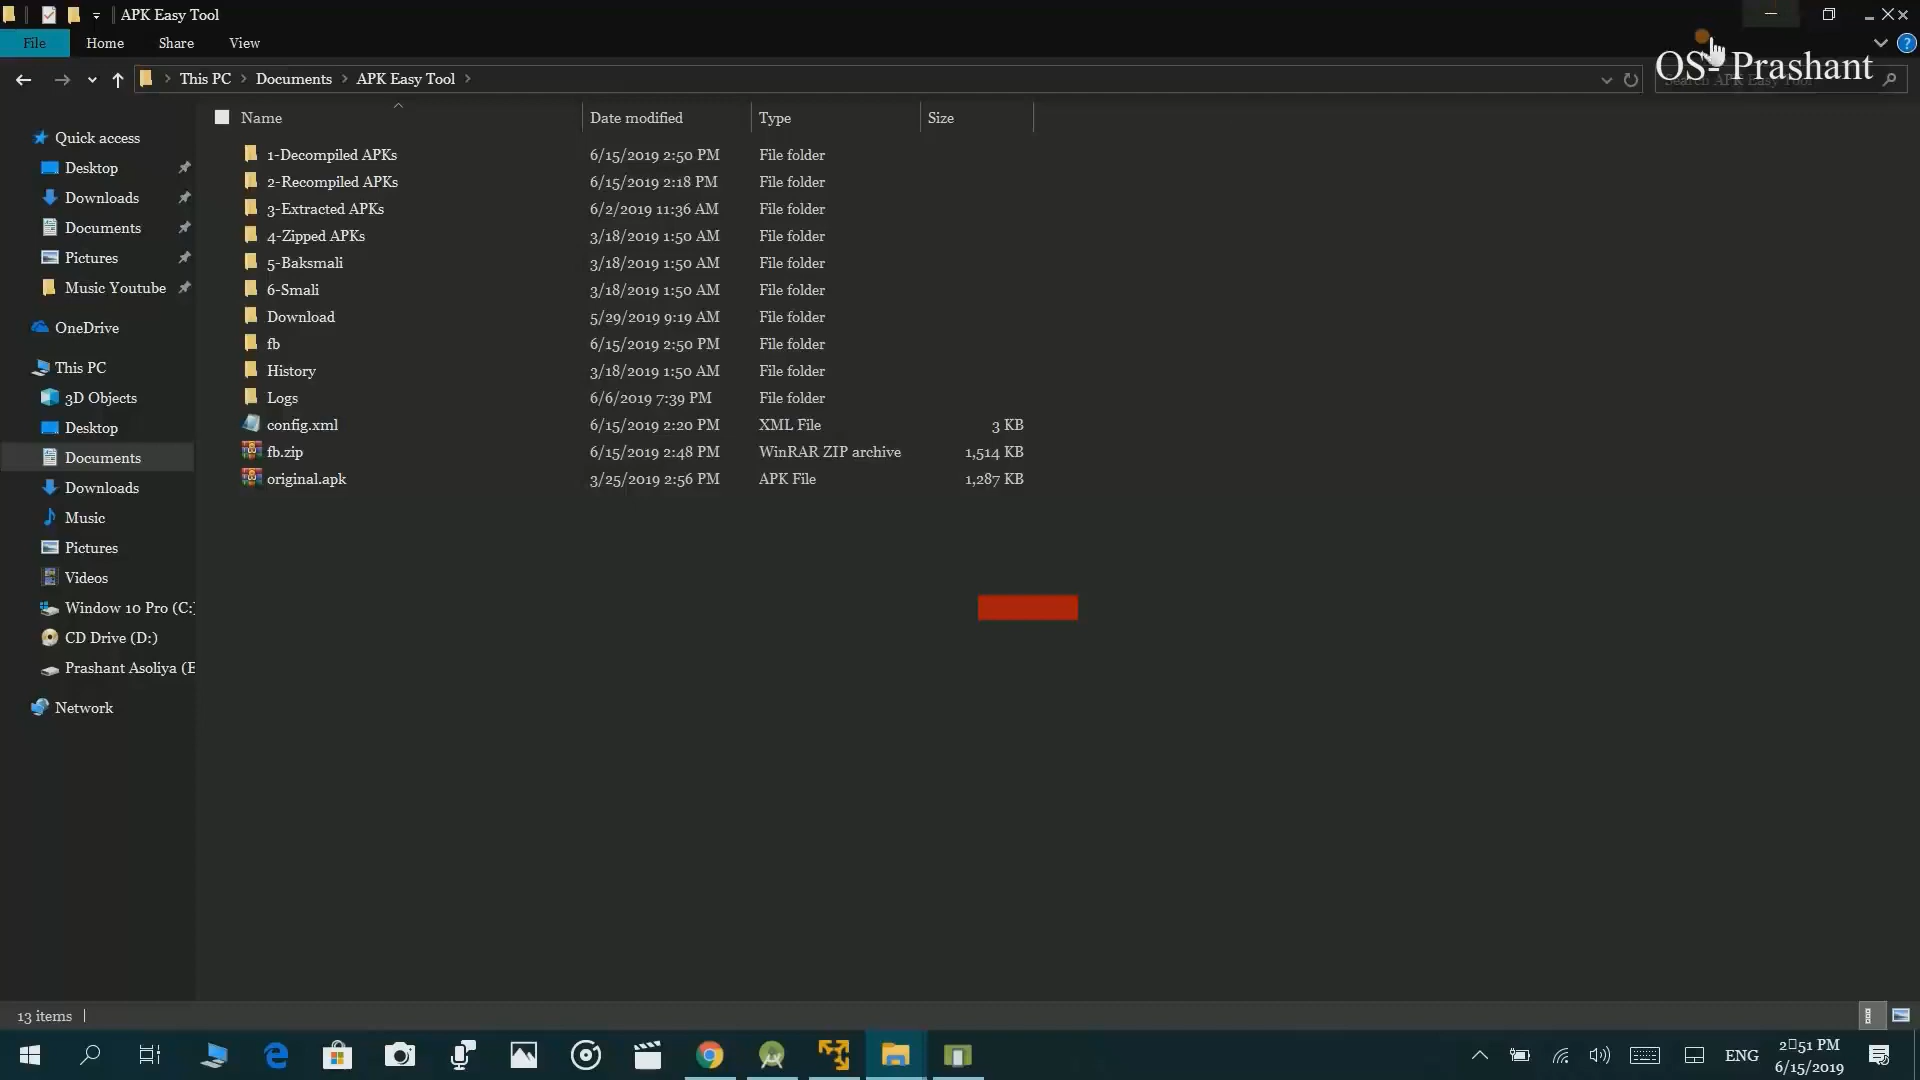 APK Easy Tool
File Home Share View
OS- Prashant
This PC Documents APK Easy Tool
Search APK Easy Tool
Name Date modified Type Size
Quick access
Desktop
Downloads
Documents
Pictures
Music Youtube
OneDrive
This PC
3D Objects
Desktop
Documents
Downloads
Music
Pictures
Videos
Window 10 Pro (C:)
CD Drive (D:)
Prashant Asoliya (E
Network
1-Decompiled APKs 6/15/2019 2:50 PM File folder
2-Recompiled APKs 6/15/2019 2:18 PM File folder
3-Extracted APKs 6/2/2019 11:36 AM File folder
4-Zipped APKs 3/18/2019 1:50 AM File folder
5-Baksmali 3/18/2019 1:50 AM File folder
6-Smali 3/18/2019 1:50 AM File folder
Download 5/29/2019 9:19 AM File folder
fb 6/15/2019 2:50 PM File folder
History 3/18/2019 1:50 AM File folder
Logs 6/6/2019 7:39 PM File folder
config.xml 6/15/2019 2:20 PM XML File 3 KB
fb.zip 6/15/2019 2:48 PM WinRAR ZIP archive 1,514 KB
original.apk 3/25/2019 2:56 PM APK File 1,287 KB
13 items
ENG
2▯51 PM
6/15/2019